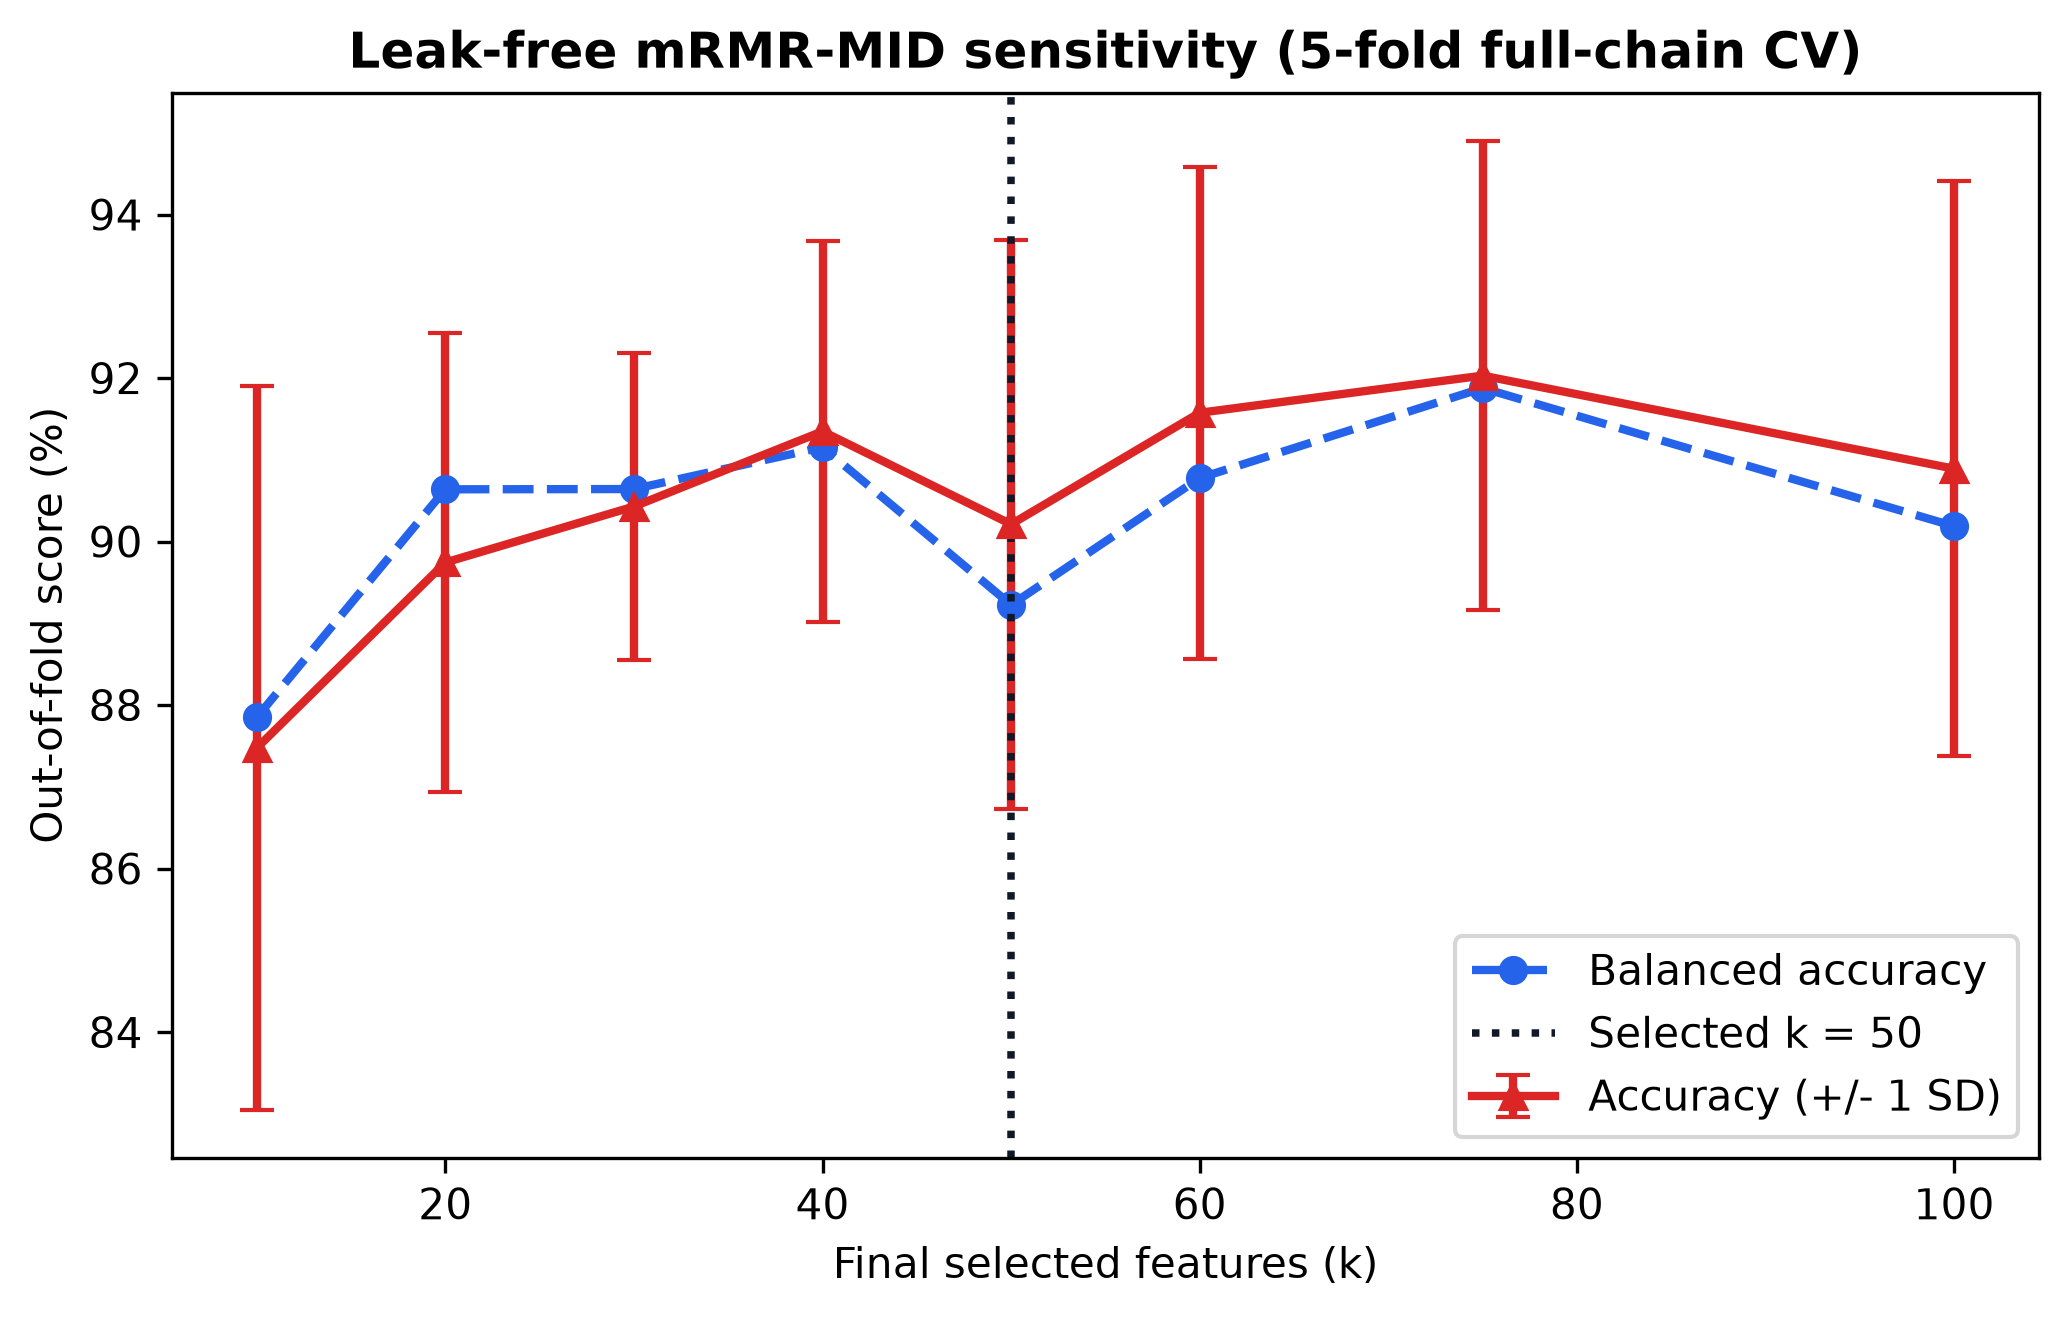 Leak-free mRMR-MID sensitivity (5-fold full-chain CV)
Out-of-fold score (%)
94
92
90
88
86
84
Balanced accuracy
Selected k = 50
Accuracy (+/- 1 SD)
20 40 60 80 100
Final selected features (k)